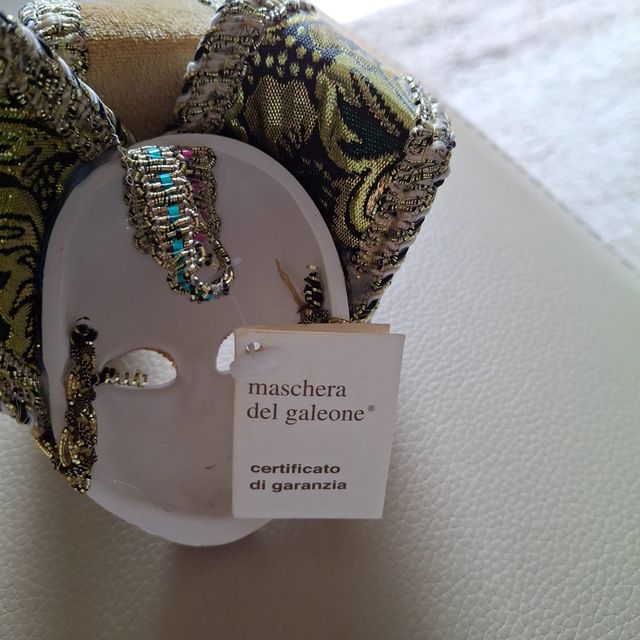 maschera
del galeone®
certificato
di garanzia